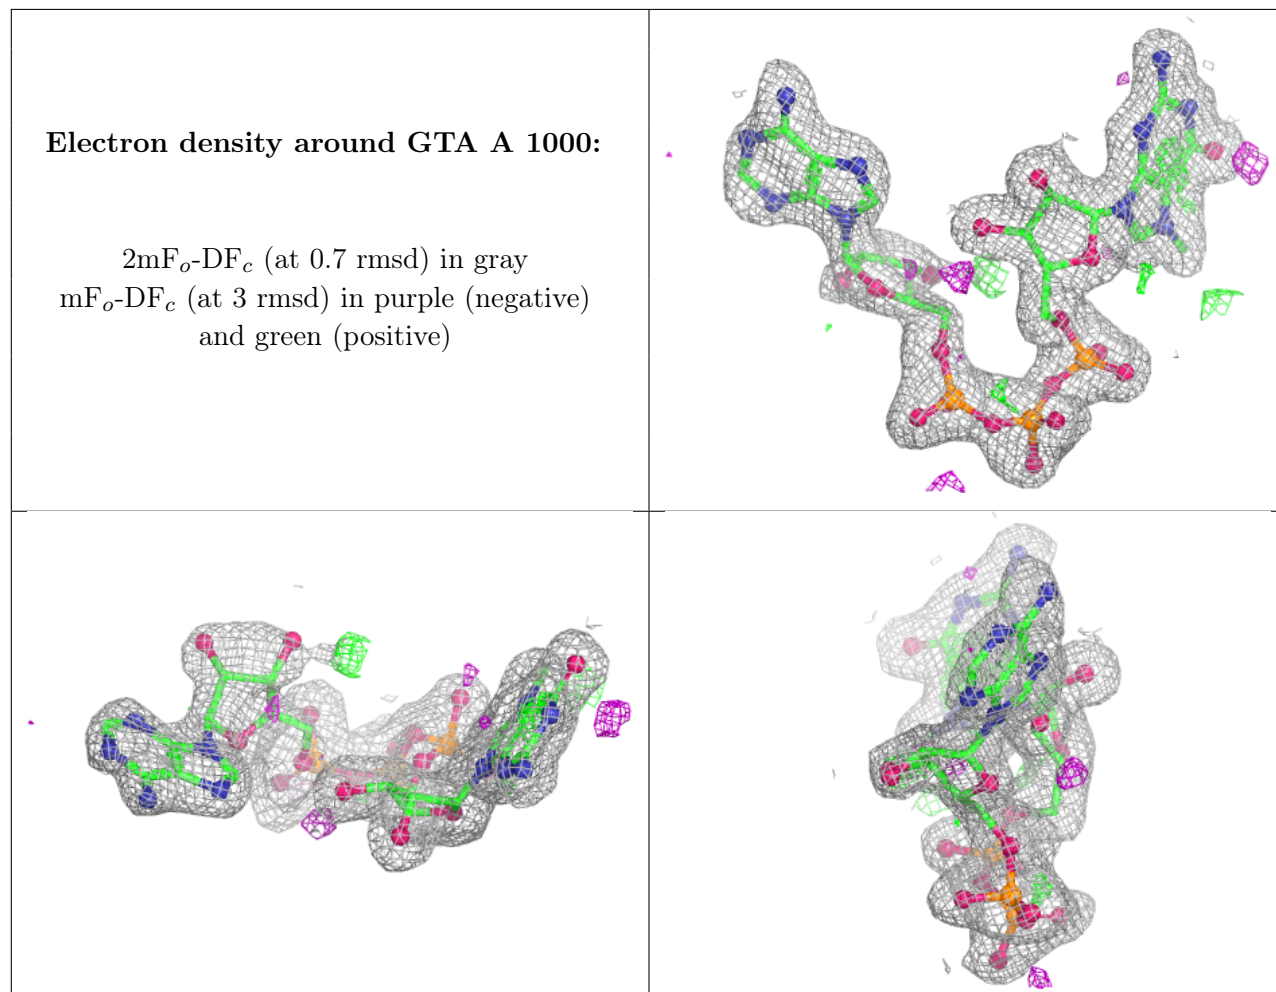 Electron density around GTA A 1000:
2mFo-DFc (at 0.7 rmsd) in gray
mFo-DFc (at 3 rmsd) in purple (negative)
and green (positive)